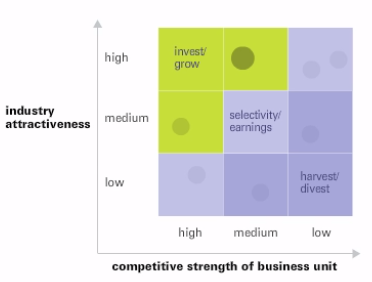 high
invest/
grow
industry
attractiveness
medium
selectivity/
earnings
low
harvest/
divest
high
medium
low
competitive strength of business unit